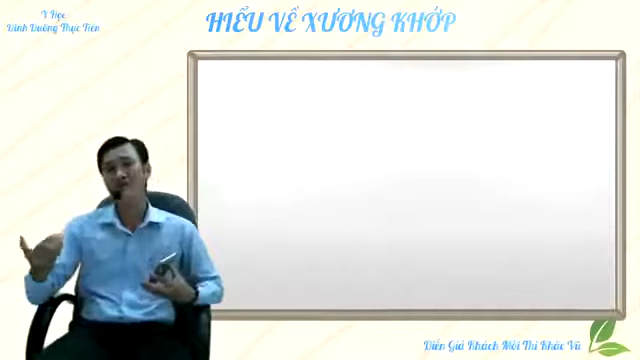 Y Học
Dinh Dưỡng Thực Tiễn
HIỂU VỀ XƯƠNG KHỚP
Diễn Giả Khách Mời Thi Khắc Vũ